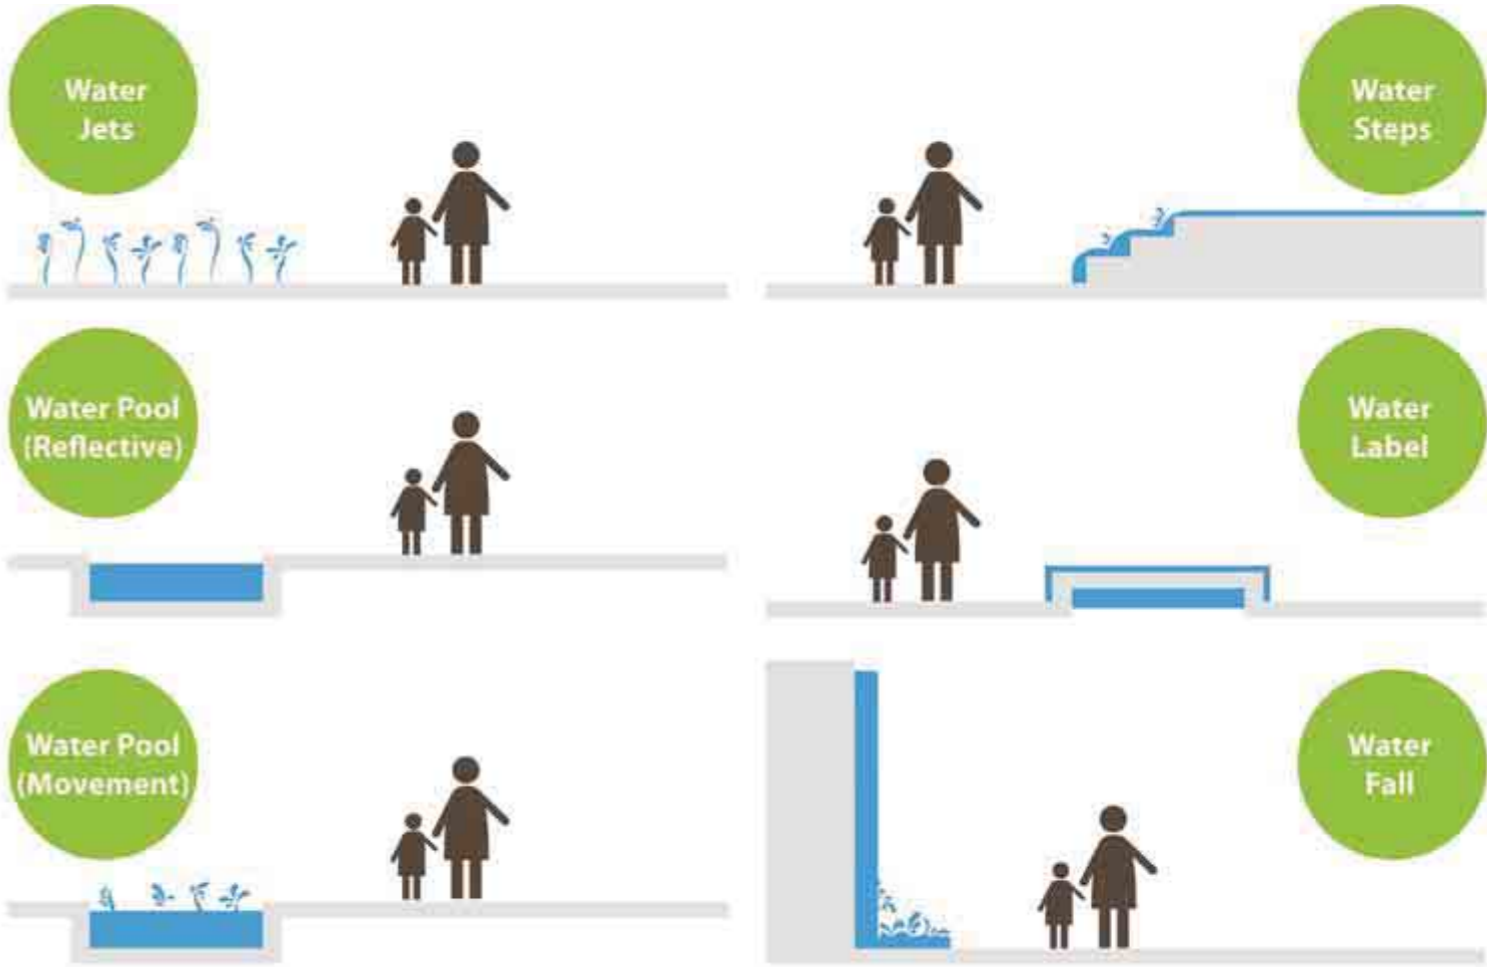 Water
Jets
Water
Steps
Water Pool
(Reflective)
Water
Label
Water Pool
(Movement)
Water
Fall